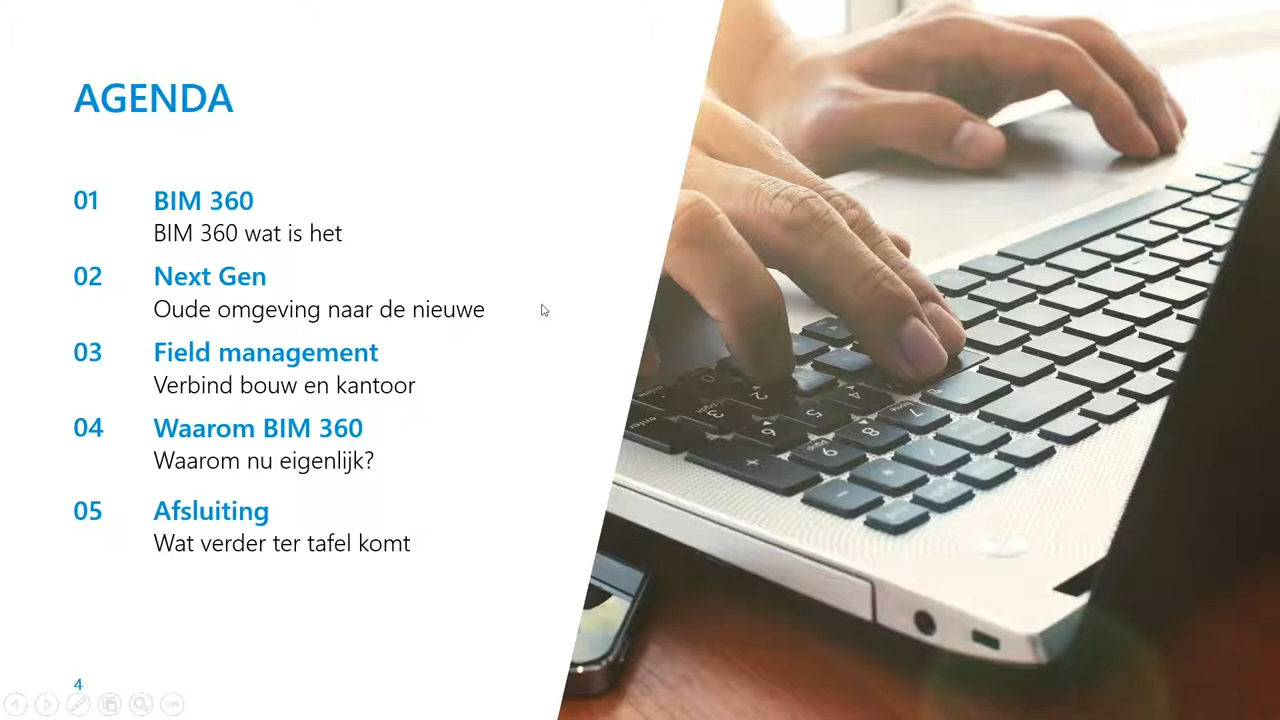 AGENDA
01 BIM 360
BIM 360 wat is het
02 Next Gen
Oude omgeving naar de nieuwe
03 Field management
Verbind bouw en kantoor
04 Waarom BIM 360
Waarom nu eigenlijk?
05 Afsluiting
Wat verder ter tafel komt
4